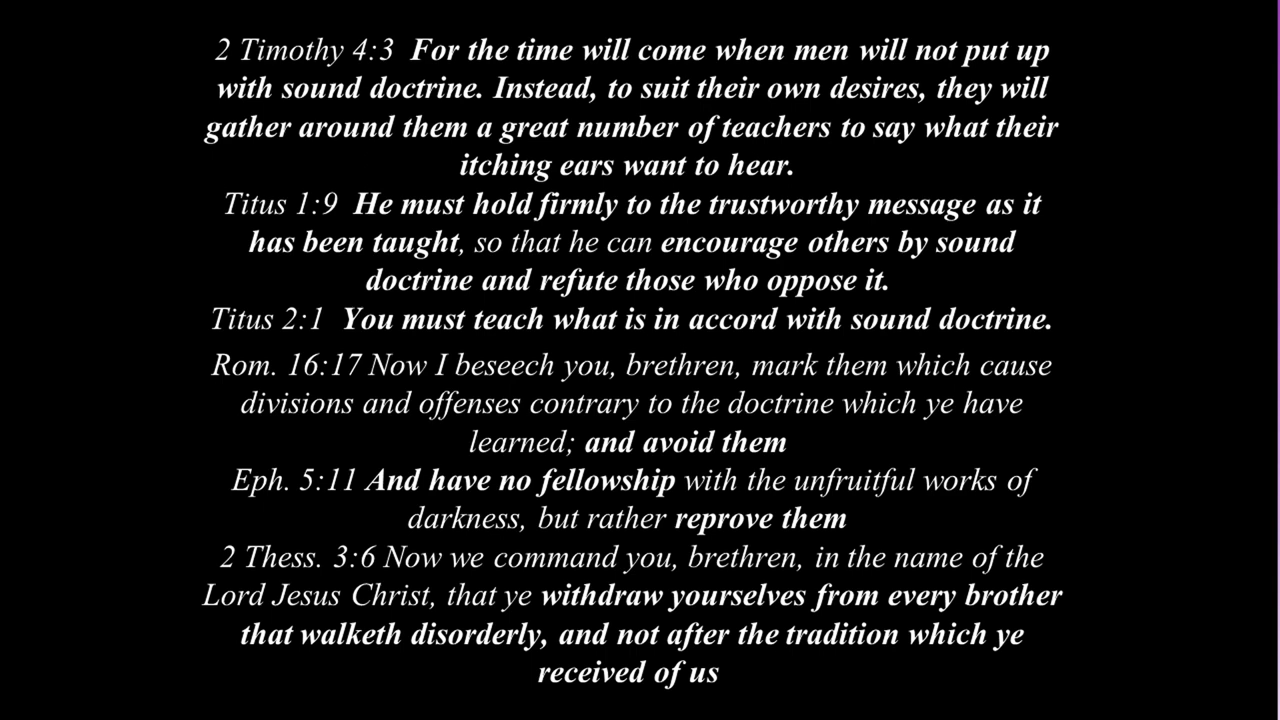 2 Timothy 4:3 For the time will come when men will not put up
with sound doctrine. Instead, to suit their own desires, they will
gather around them a great number of teachers to say what their
itching ears want to hear.
Titus 1:9 He must hold firmly to the trustworthy message as it
has been taught, so that he can encourage others by sound
doctrine and refute those who oppose it.
Titus 2:1 You must teach what is in accord with sound doctrine.
Rom. 16:17 Now I beseech you, brethren, mark them which cause
divisions and offenses contrary to the doctrine which ye have
learned; and avoid them
Eph. 5:11 And have no fellowship with the unfruitful works of
darkness, but rather reprove them
2 Thess. 3:6 Now we command you, brethren, in the name of the
Lord Jesus Christ, that ye withdraw yourselves from every brother
that walketh disorderly, and not after the tradition which ye
received of us